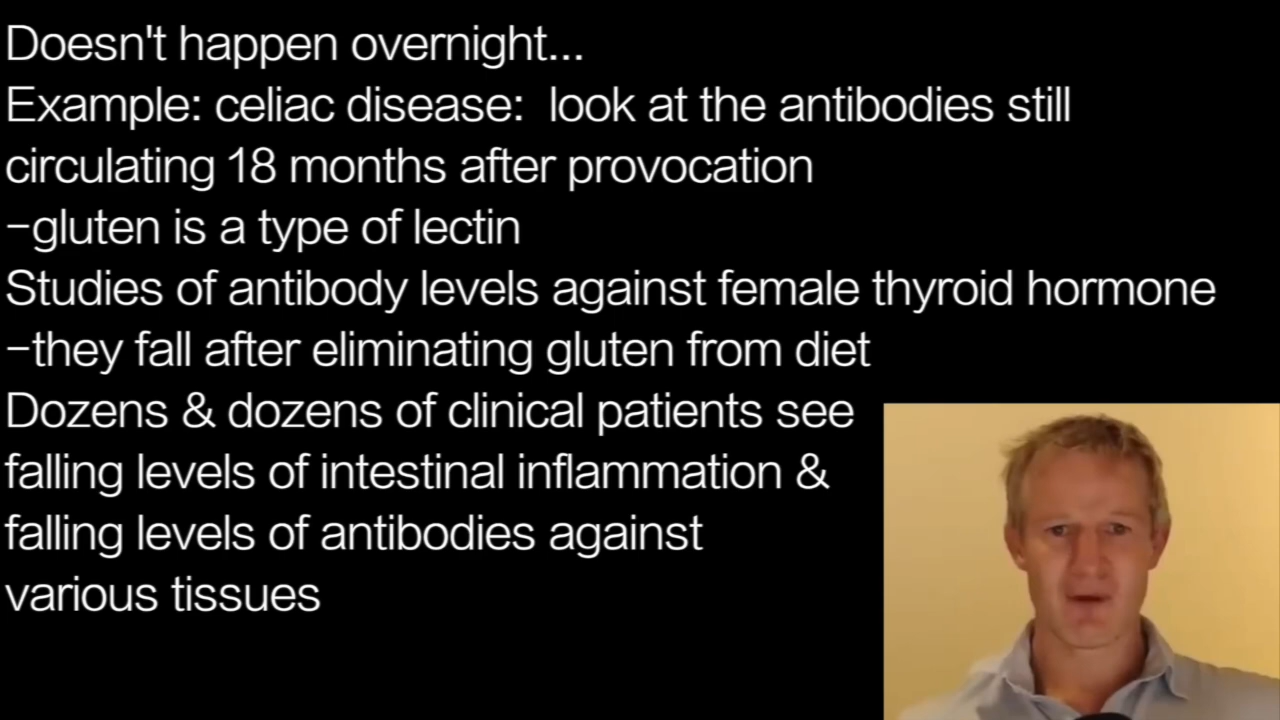 Doesn't happen overnight...
Example: celiac disease:  look at the antibodies still
circulating 18 months after provocation
–gluten is a type of lectin
Studies of antibody levels against female thyroid hormone
–they fall after eliminating gluten from diet
Dozens & dozens of clinical patients see
falling levels of intestinal inflammation &
falling levels of antibodies against
various tissues